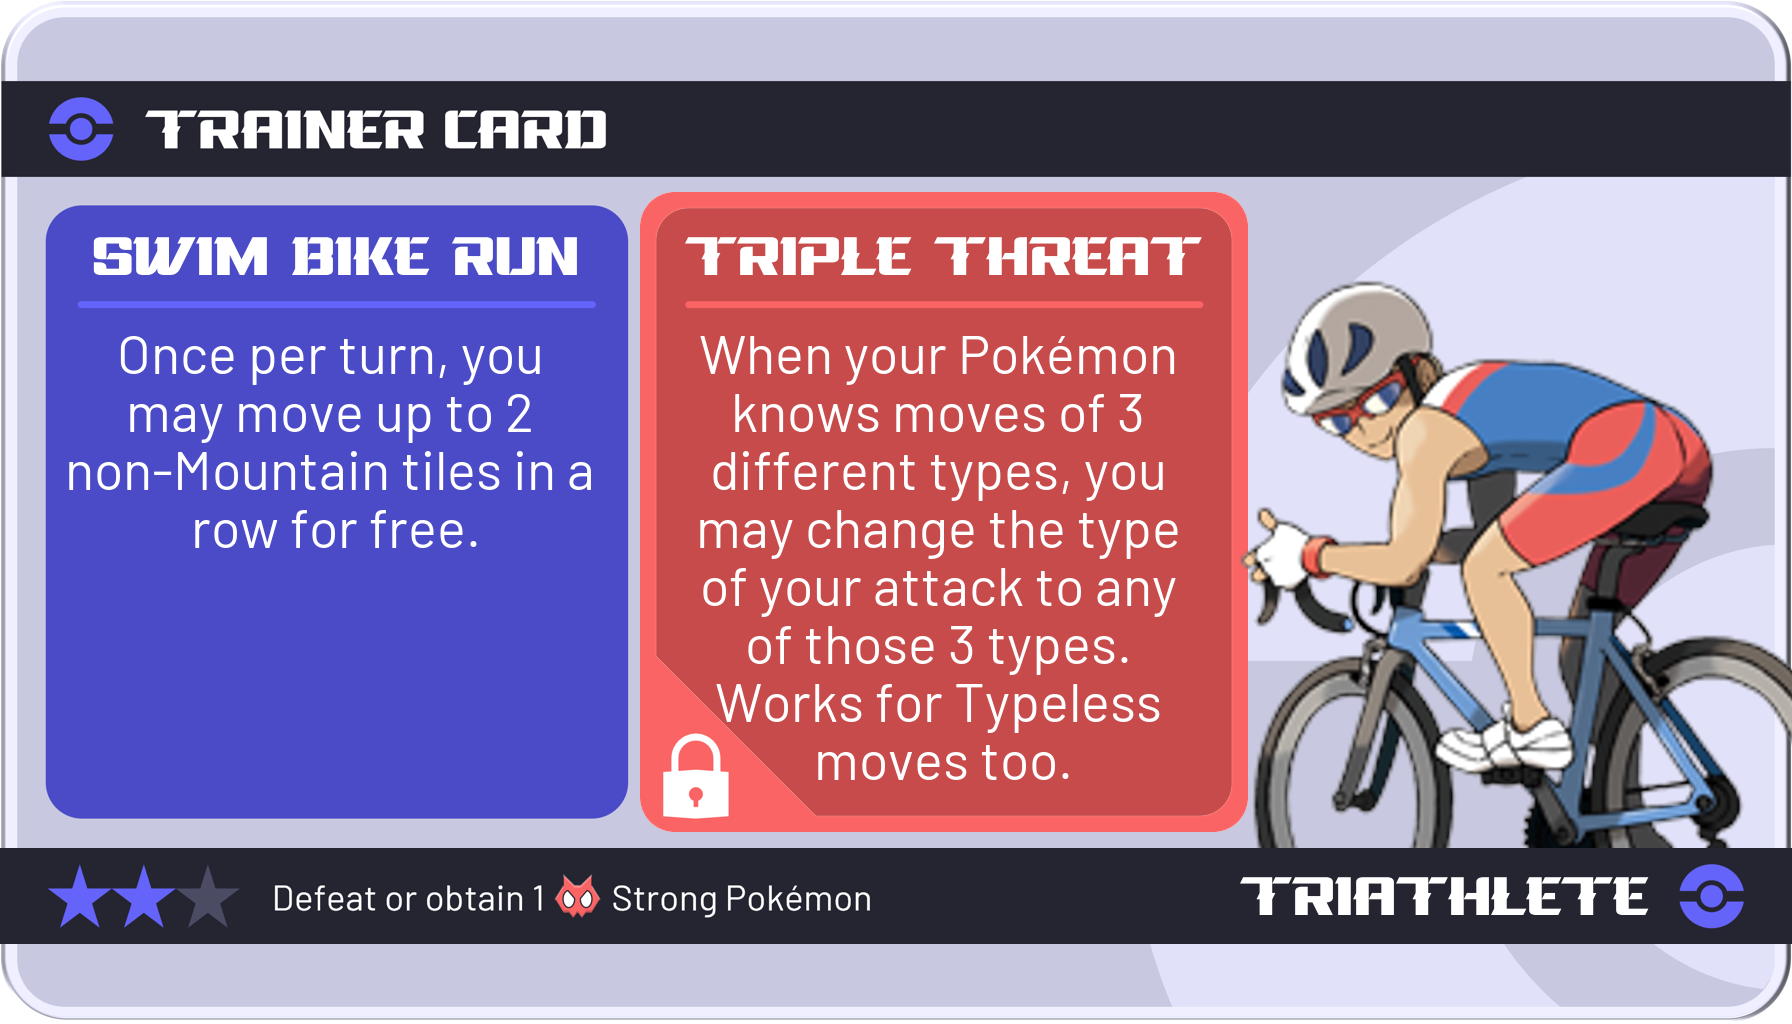 TRAINER CARD
SWIM BIKE RUN
Once per turn, you
may move up to 2
non-Mountain tiles in a
row for free.
TRIPLE THREAT
When your Pokémon
knows moves of 3
different types, you
may change the type
of your attack to any
of those 3 types.
Works for Typeless
moves too.
Defeat or obtain 1 Strong Pokémon
TRIATHLETE